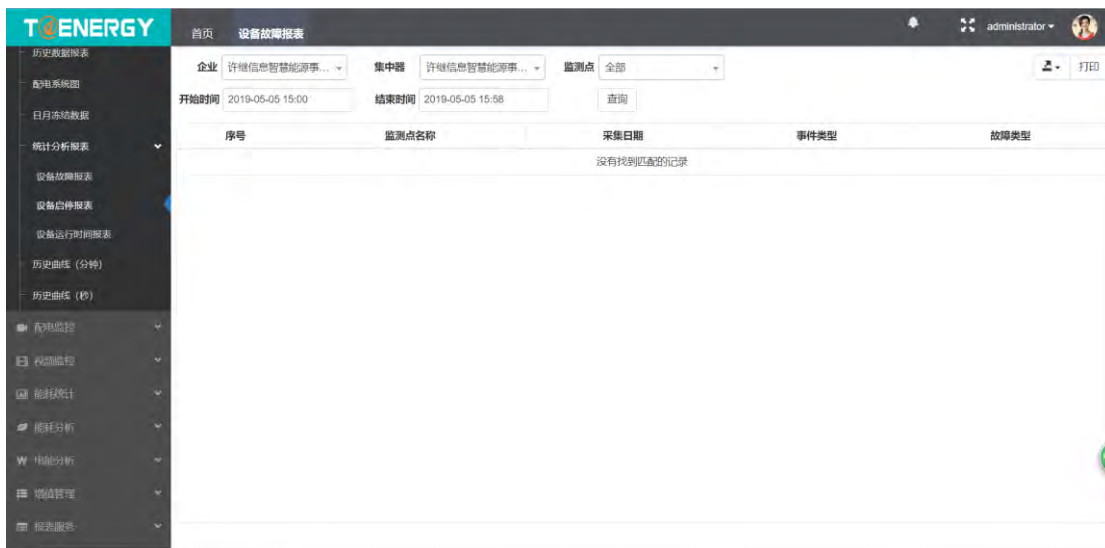 T@ENERGY
首页 设备故障报表 administrator
历史数据报表
配电系统图
日月冻结数据
统计分析报表
设备故障报表
设备启停报表
设备运行时间报表
历史曲线（分钟）
历史曲线（秒）
配电监控
视频监控
能耗统计
能耗分析
电能分析
增值管理
报表服务
企业 许继信息智慧能源事... 集中器 许继信息智慧能源事... 监测点 全部 打印
开始时间 2019-05-05 15:00 结束时间 2019-05-05 15:58 查询
序号 监测点名称 采集日期 事件类型 故障类型
没有找到匹配的记录